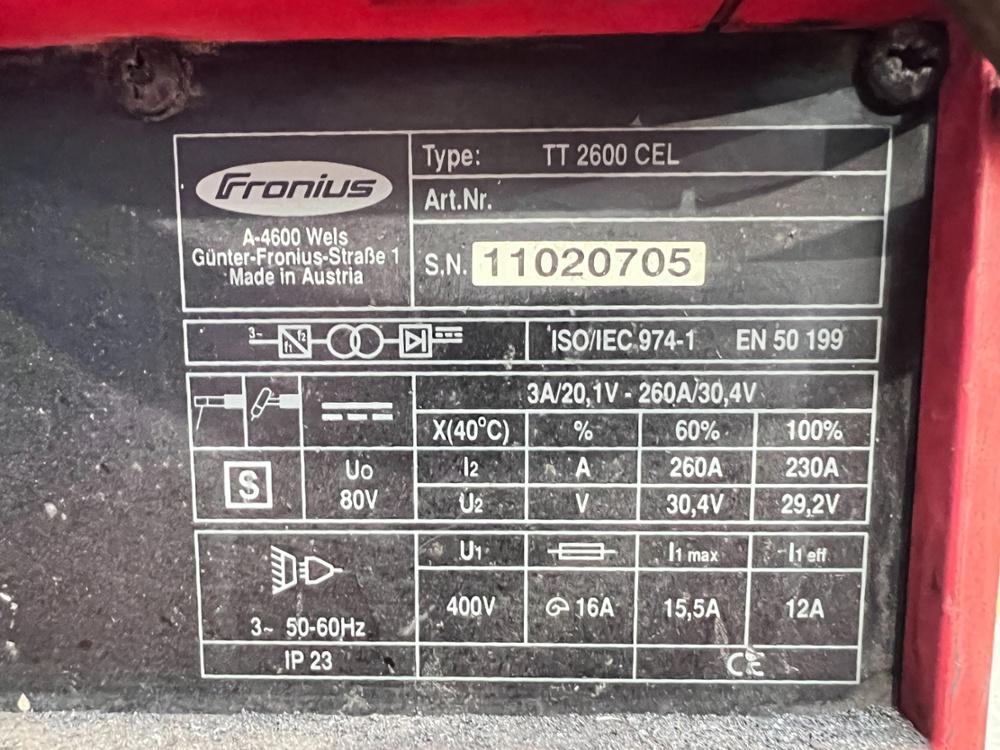 Fronius
A-4600 Wels
Günter-Fronius-Straße 1
Made in Austria
Type: TT 2600 CEL
Art.Nr.
S.N. 11020705
3~ f1 f2
ISO/IEC 974-1 EN 50 199
3A/20,1V - 260A/30,4V
X(40°C) % 60% 100%
I2 A 260A 230A
U2 V 30,4V 29,2V
S
U0
80V
U1 I1 max I1 eff
400V 16A 15,5A 12A
3~ 50-60Hz
IP 23
CE